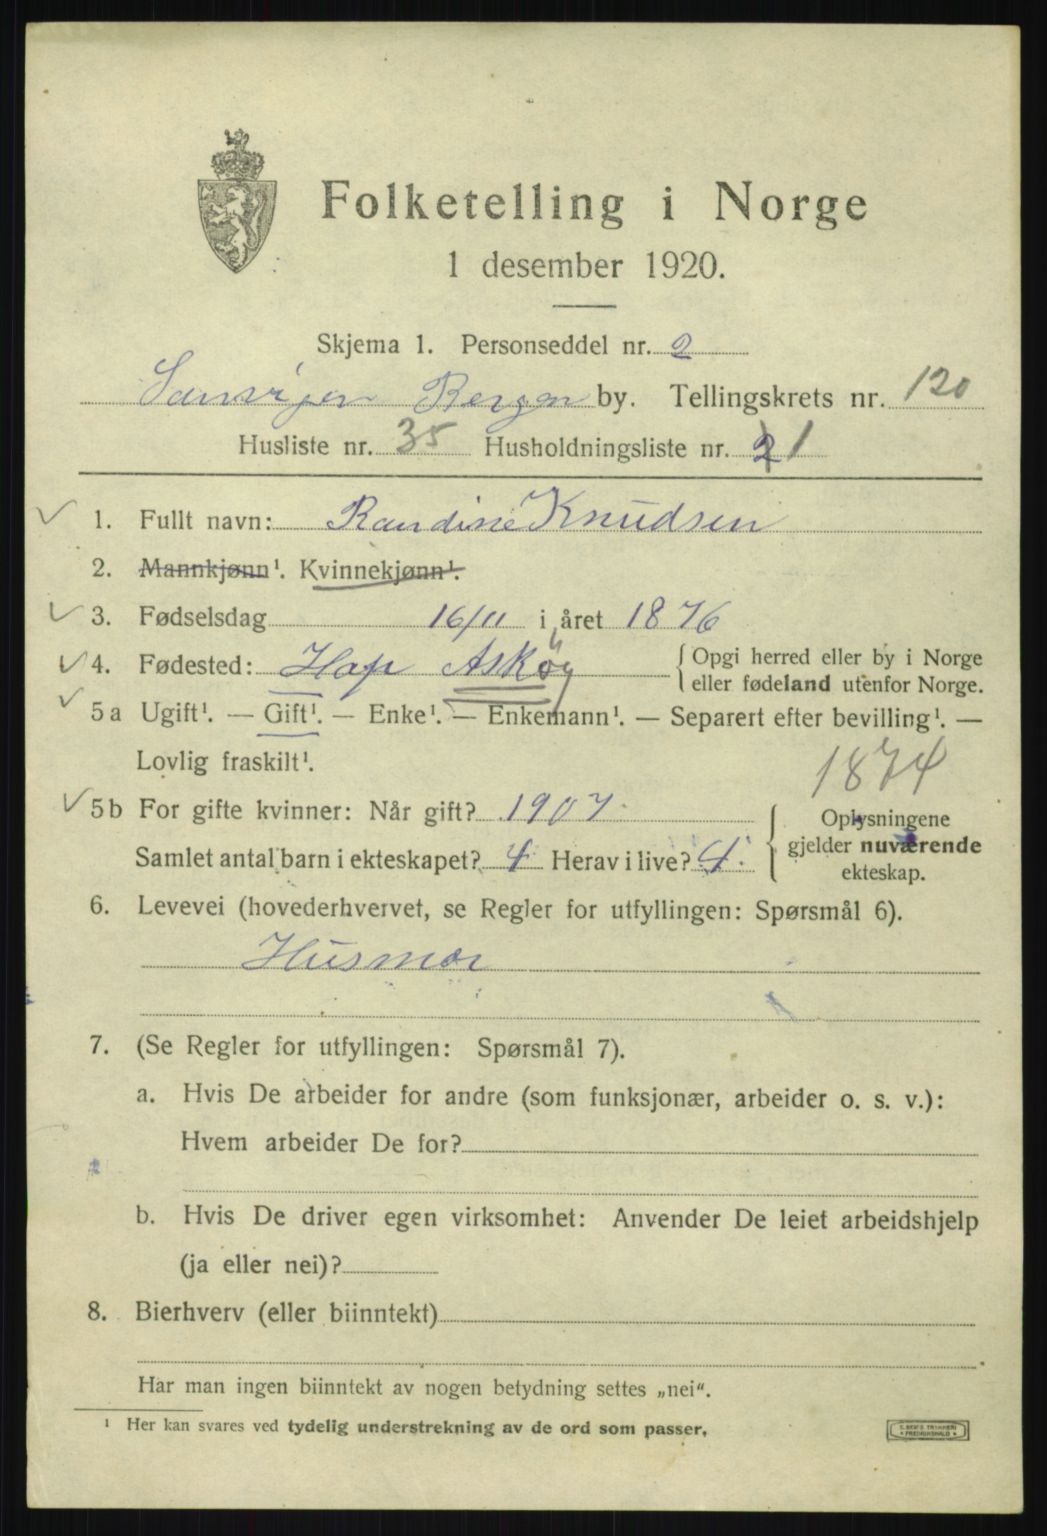 Folketelling i Norge
1 desember 1920.
Skjema 1. Personseddel nr. 2
Sanviken Bergen by. Tellingskrets nr. 120
Husliste nr. 35 Husholdningsliste nr. 2 1
1. Fullt navn: Randine Knudsen
2. Mannkjønn¹. Kvinnekjønn¹.
3. Fødselsdag 16/11 i året 1876
4. Fødested: Hop Askøy { Opgi herred eller by i Norge
eller fødeland utenfor Norge.
5a Ugift¹. — Gift¹. — Enke¹. — Enkemann¹. — Separert efter bevilling¹. —
Lovlig fraskilt¹.
1874
5b For gifte kvinner: Når gift? 1907. { Oplysningene
gjelder nuværende
ekteskap.
Samlet antal barn i ekteskapet? 4 Herav i live? 4.
6. Levevei (hovederhvervet, se Regler for utfyllingen: Spørsmål 6).
Husmor
7. (Se Regler for utfyllingen: Spørsmål 7).
a. Hvis De arbeider for andre (som funksjonær, arbeider o. s. v.):
Hvem arbeider De for?
b. Hvis De driver egen virksomhet: Anvender De leiet arbeidshjelp
(ja eller nei)?
8. Bierhverv (eller biinntekt)
Har man ingen biinntekt av nogen betydning settes „nei“.
¹ Her kan svares ved tydelig understrekning av de ord som passer.